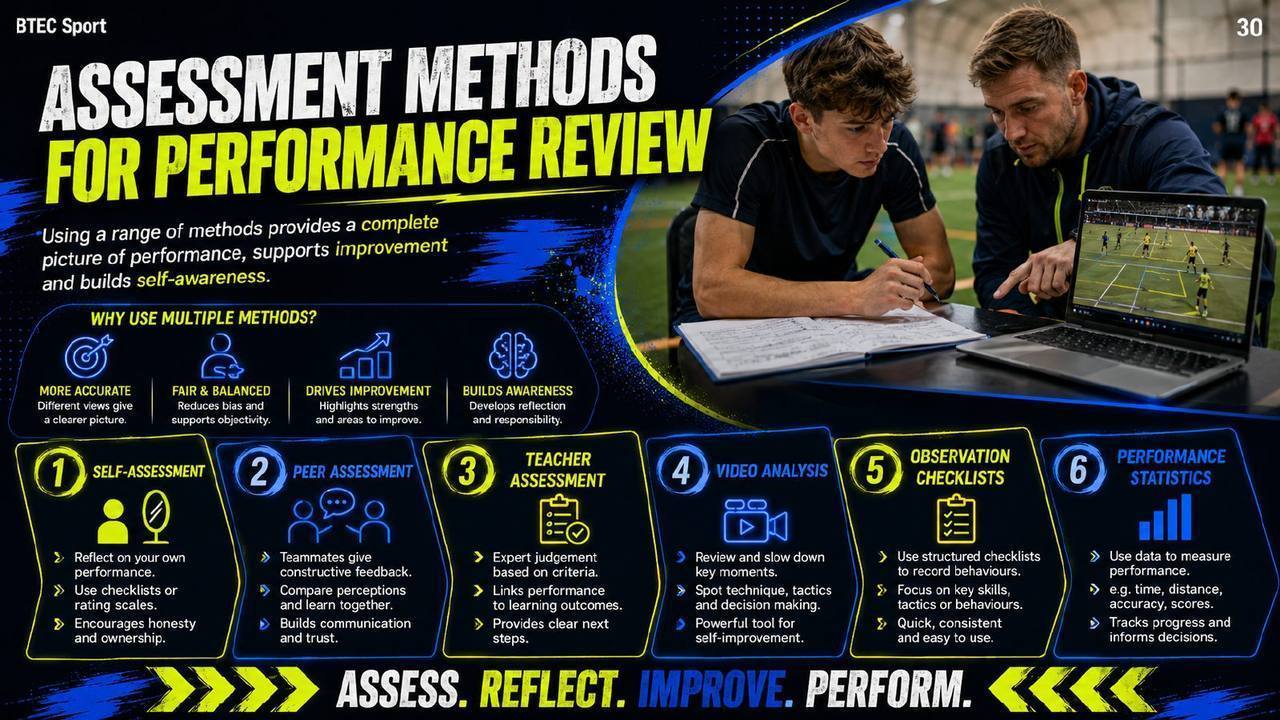 BTEC Sport
30
ASSESSMENT METHODS
FOR PERFORMANCE REVIEW
Using a range of methods provides a complete
picture of performance, supports improvement
and builds self-awareness.
WHY USE MULTIPLE METHODS?
MORE ACCURATE
Different views give
a clearer picture.
FAIR & BALANCED
Reduces bias and
supports objectivity.
DRIVES IMPROVEMENT
Highlights strengths
and areas to improve.
BUILDS AWARENESS
Develops reflection
and responsibility.
1 SELF-ASSESSMENT
Reflect on your own
performance.
Use checklists or
rating scales.
Encourages honesty
and ownership.
2 PEER ASSESSMENT
Teammates give
constructive feedback.
Compare perceptions
and learn together.
Builds communication
and trust.
3 TEACHER
ASSESSMENT
Expert judgement
based on criteria.
Links performance
to learning outcomes.
Provides clear next
steps.
4 VIDEO ANALYSIS
Review and slow down
key moments.
Spot technique, tactics
and decision making.
Powerful tool for
self-improvement.
5 OBSERVATION
CHECKLISTS
Use structured checklists
to record behaviours.
Focus on key skills,
tactics or behaviours.
Quick, consistent
and easy to use.
6 PERFORMANCE
STATISTICS
Use data to measure
performance.
e.g. time, distance,
accuracy, scores.
Tracks progress and
informs decisions.
ASSESS. REFLECT. IMPROVE. PERFORM.